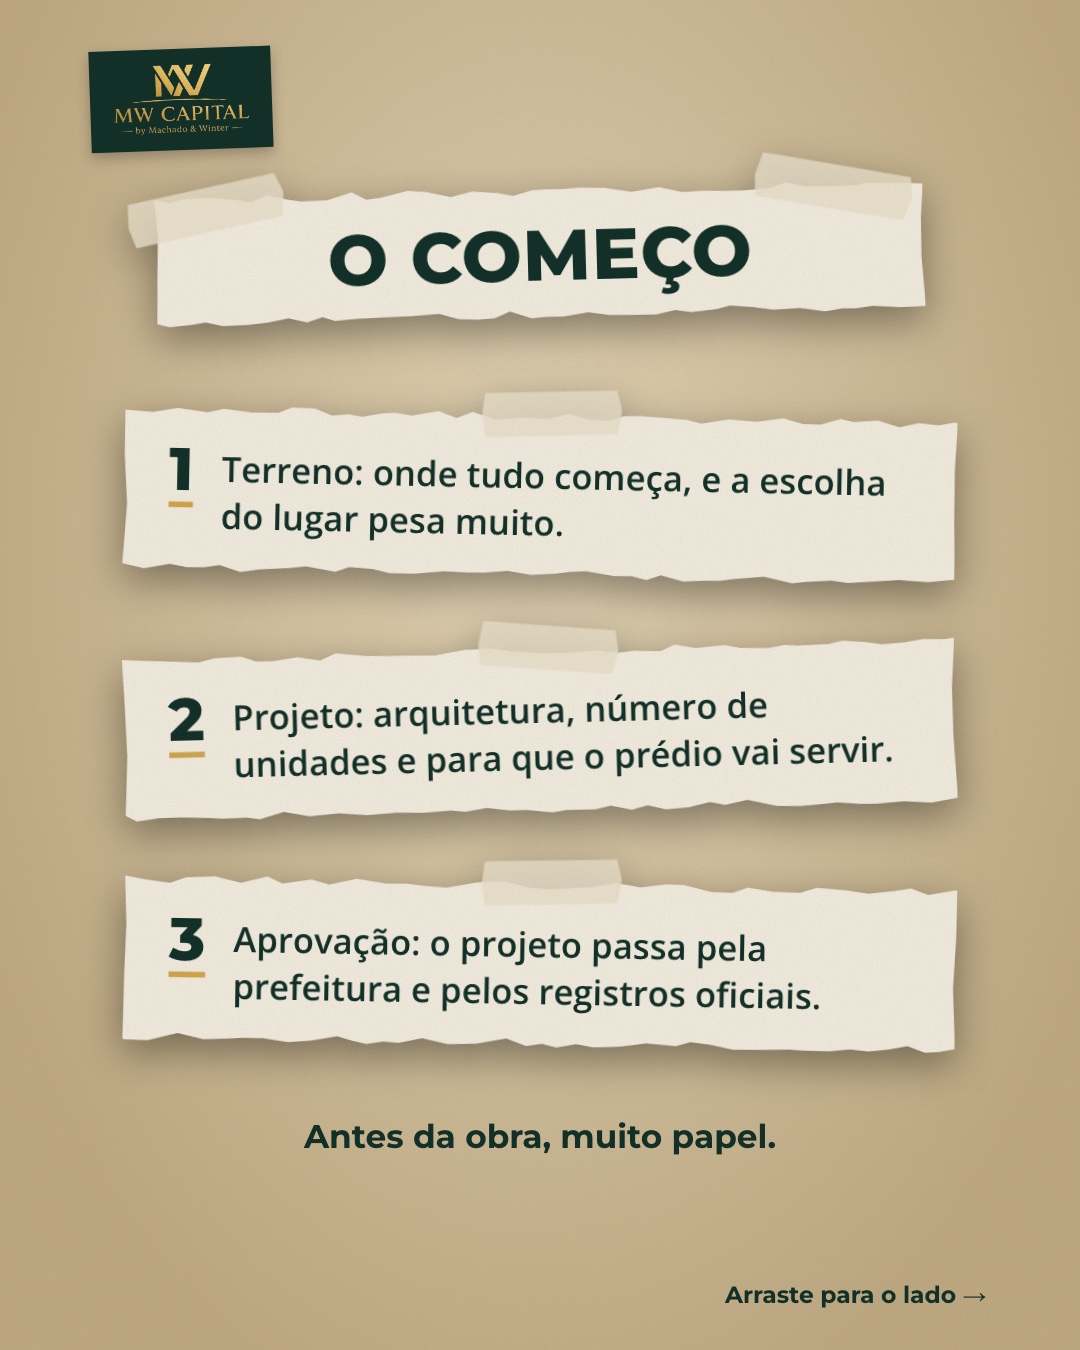 MW
MW CAPITAL
by Machado & Winter
O COMEÇO
1
Terreno: onde tudo começa, e a escolha
do lugar pesa muito.
2
Projeto: arquitetura, número de
unidades e para que o prédio vai servir.
3
Aprovação: o projeto passa pela
prefeitura e pelos registros oficiais.
Antes da obra, muito papel.
Arraste para o lado →